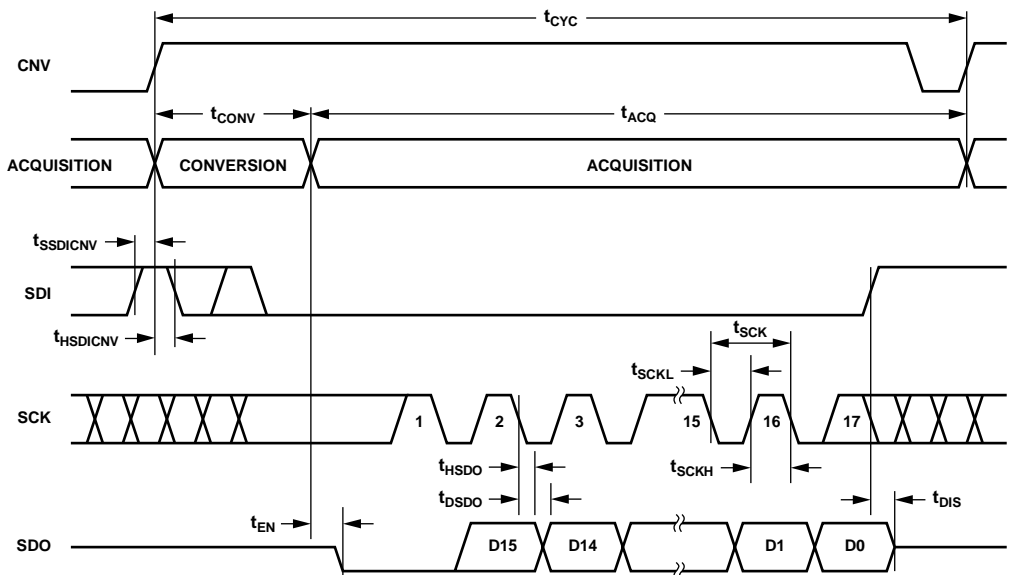 tCYC
CNV
tCONV
tACQ
ACQUISITION
CONVERSION
ACQUISITION
tSSDICNV
SDI
tHSDICNV
tSCK
tSCKL
SCK
1
2
3
15
16
17
tHSDO
tSCKH
tDSDO
tDIS
tEN
SDO
D15
D14
D1
D0